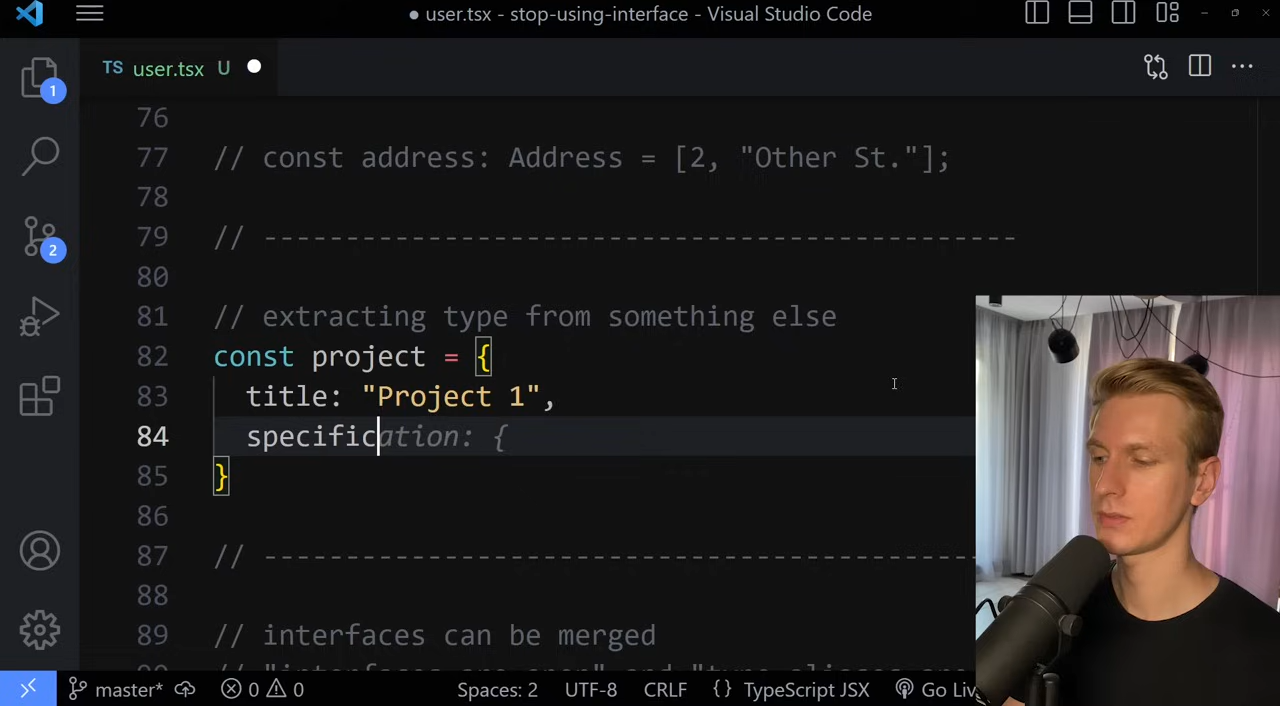 user.tsx - stop-using-interface - Visual Studio Code
TS user.tsx U
1
2
76
77 // const address: Address = [2, "Other St."];
78
79 // ----------------------------------------------
80
81 // extracting type from something else
82 const project = {
83 title: "Project 1",
84 specification: {
85 }
86
87 // --------------------------------------------
88
89 // interfaces can be merged
master* 0 0 Spaces: 2 UTF-8 CRLF {} TypeScript JSX Go Liv